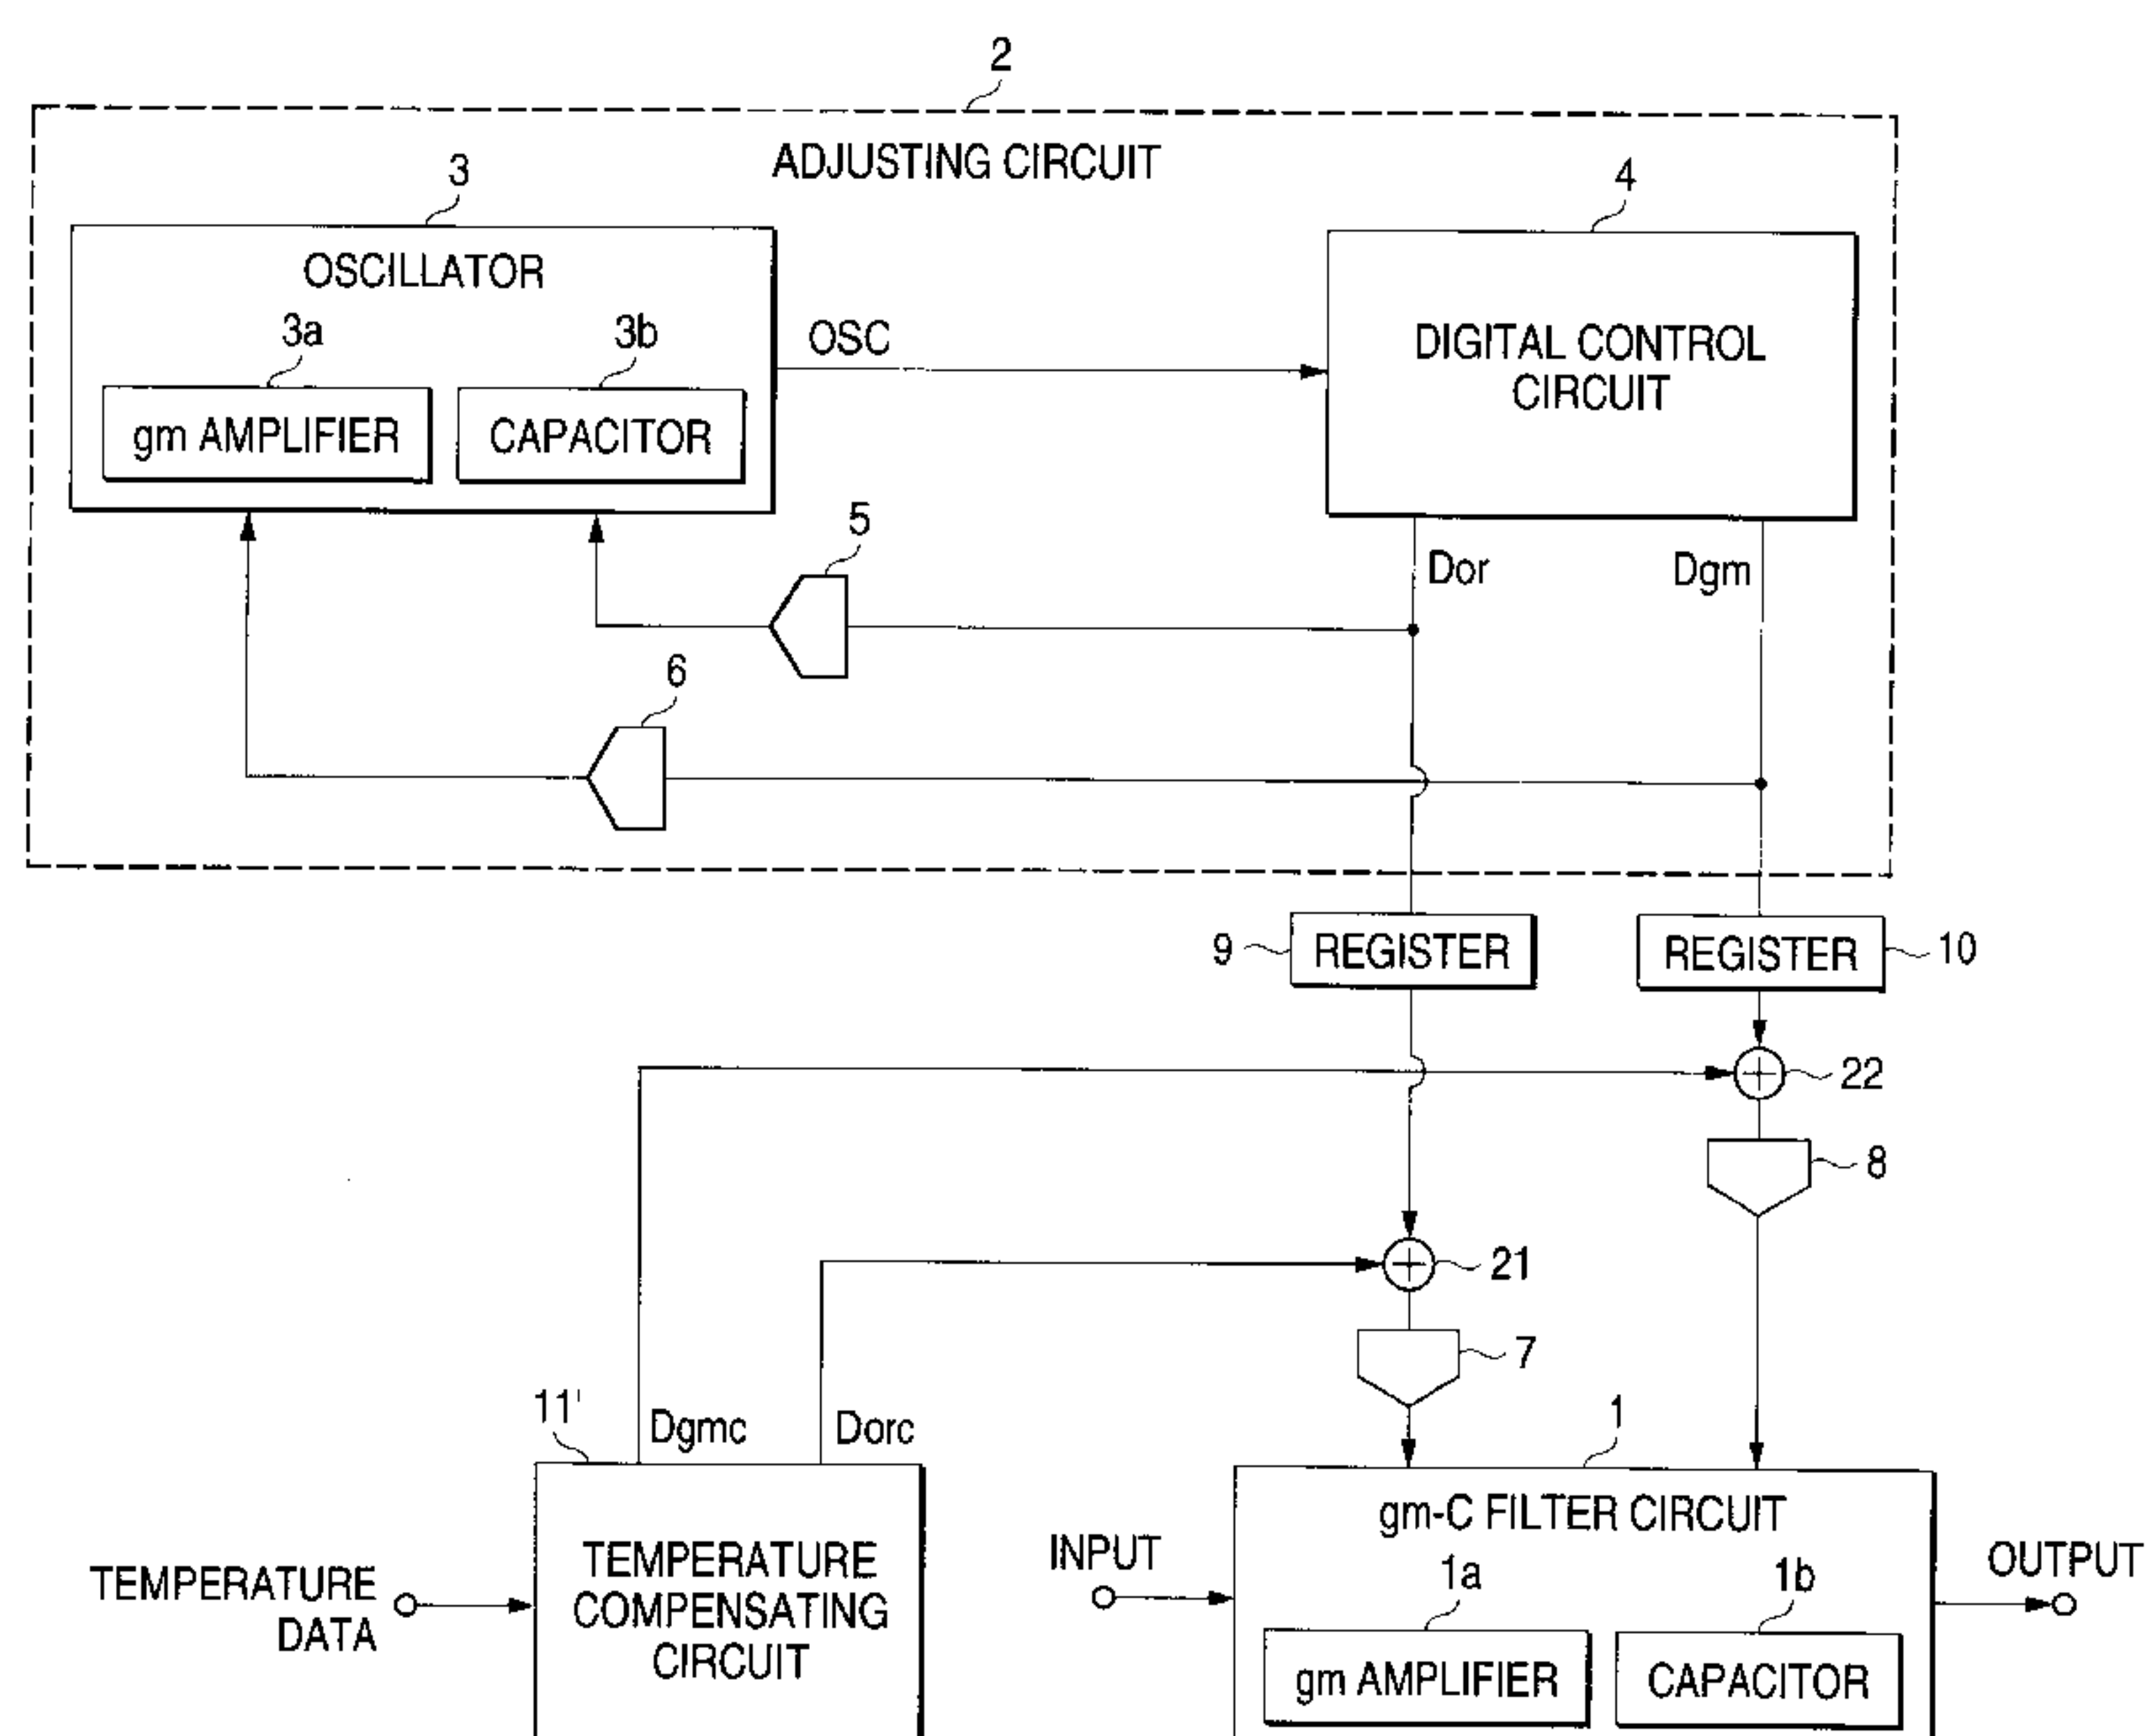 2
ADJUSTING CIRCUIT
3
4
OSCILLATOR
3a
3b
OSC
DIGITAL CONTROL
CIRCUIT
gm AMPLIFIER
CAPACITOR
5
Dor
Dgm
6
9
REGISTER
REGISTER
10
22
8
21
7
11'
Dgmc
Dorc
1
gm-C FILTER CIRCUIT
TEMPERATURE
DATA
TEMPERATURE
COMPENSATING
CIRCUIT
INPUT
1a
1b
OUTPUT
gm AMPLIFIER
CAPACITOR